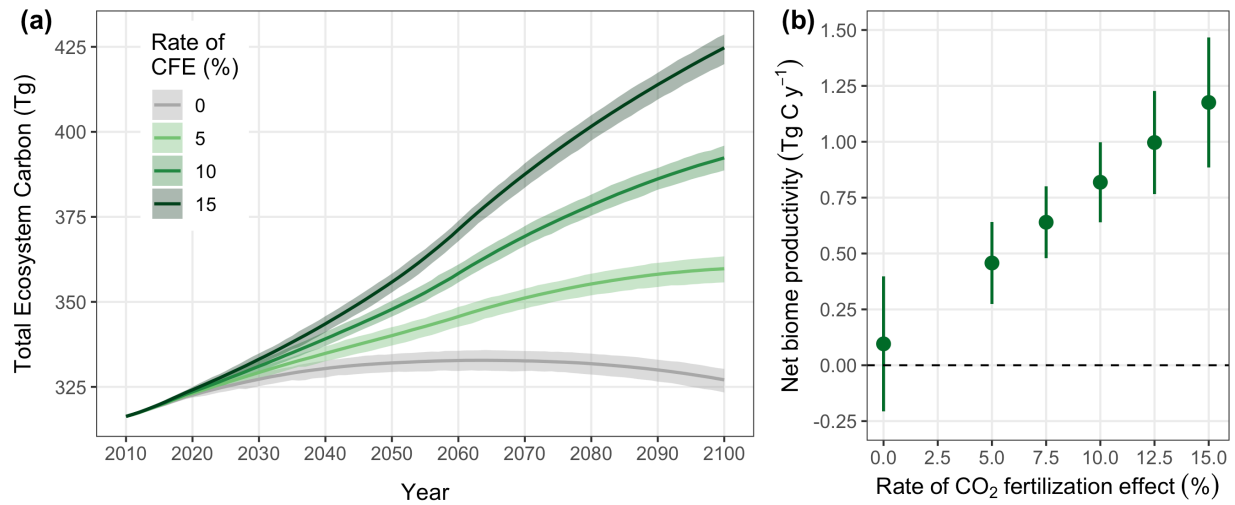 (a)
Total Ecosystem Carbon (Tg)
425
400
375
350
325
Rate of
CFE (%)
0
5
10
15
2010 2020 2030 2040 2050 2060 2070 2080 2090 2100
Year
(b)
Net biome productivity (Tg C y⁻¹)
1.50
1.25
1.00
0.75
0.50
0.25
0.00
-0.25
0.0 2.5 5.0 7.5 10.0 12.5 15.0
Rate of CO₂ fertilization effect (%)